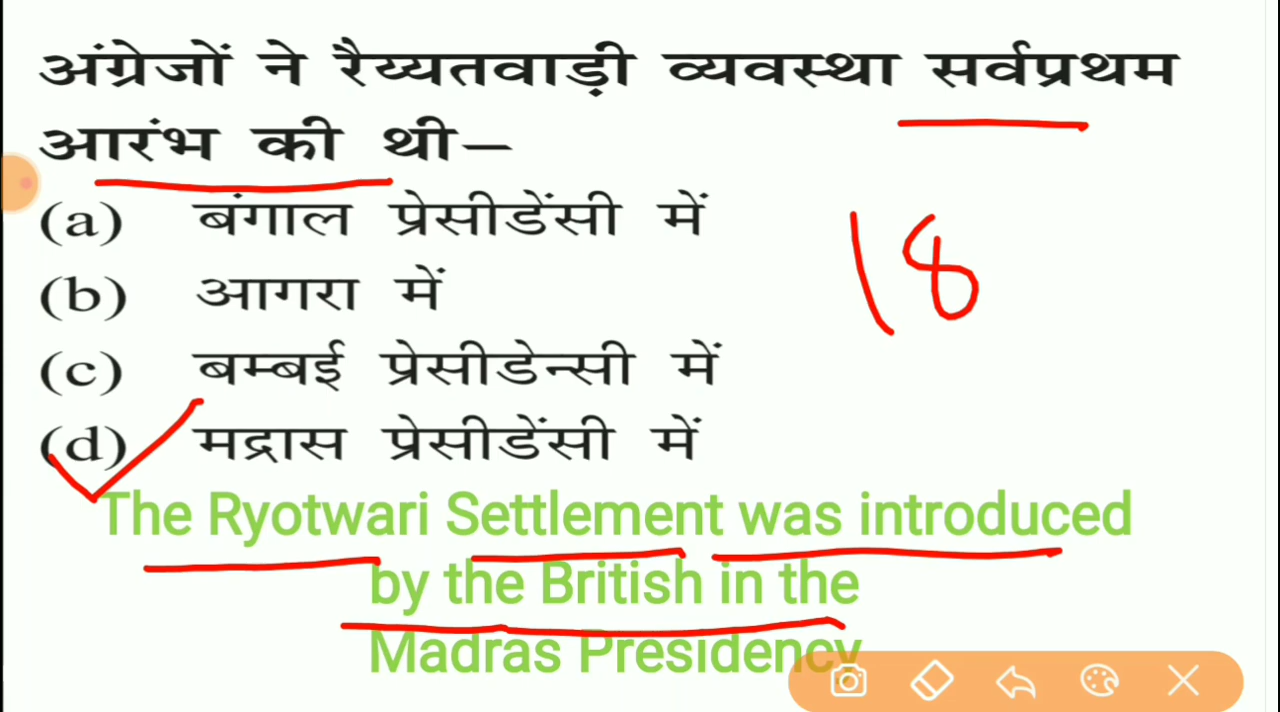 अंग्रेजों ने रैय्यतवाड़ी व्यवस्था सर्वप्रथम
आरंभ की थी–
(a) बंगाल प्रेसीडेंसी में
(b) आगरा में
(c) बम्बई प्रेसीडेन्सी में
(d) मद्रास प्रेसीडेंसी में
18
The Ryotwari Settlement was introduced
by the British in the
Madras Presidency